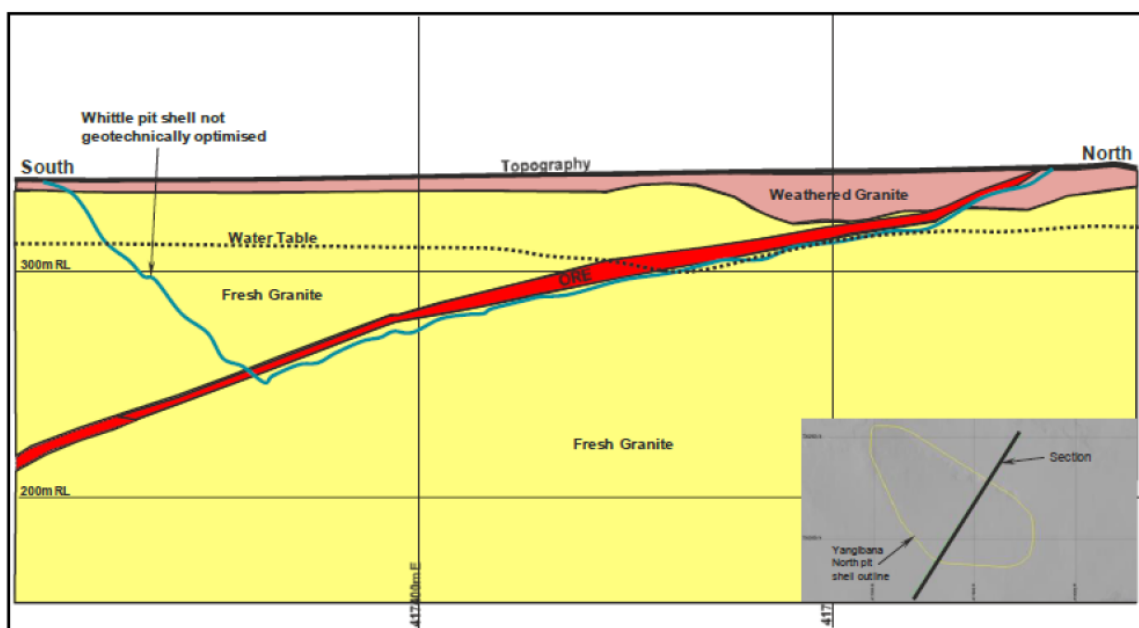 Whittle pit shell not
geotechnically optimised
South
Topography
North
Weathered Granite
Water Table
300m RL
ORE
Fresh Granite
Fresh Granite
Section
200m RL
Yangibana
North pit
shell outline
417400m E